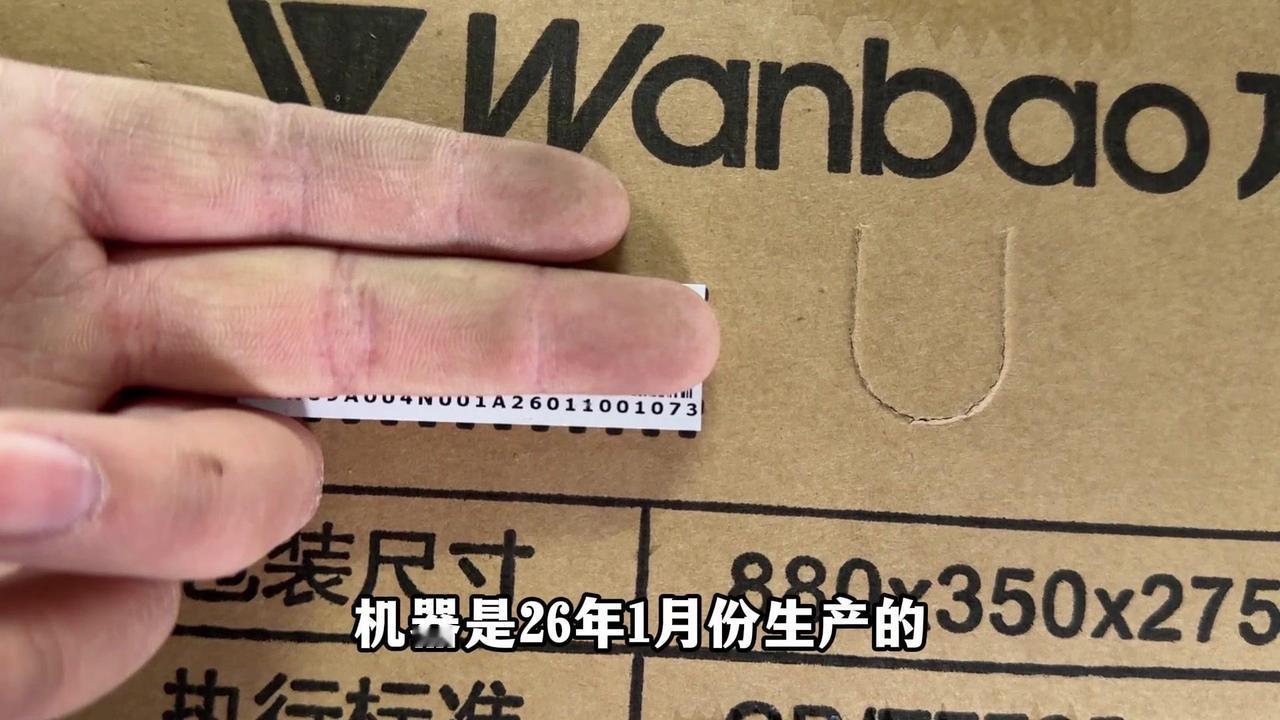 Wanbao
9A004N001A26011001073
包装尺寸
880x350x275
机器是26年1月份生产的
执行标准